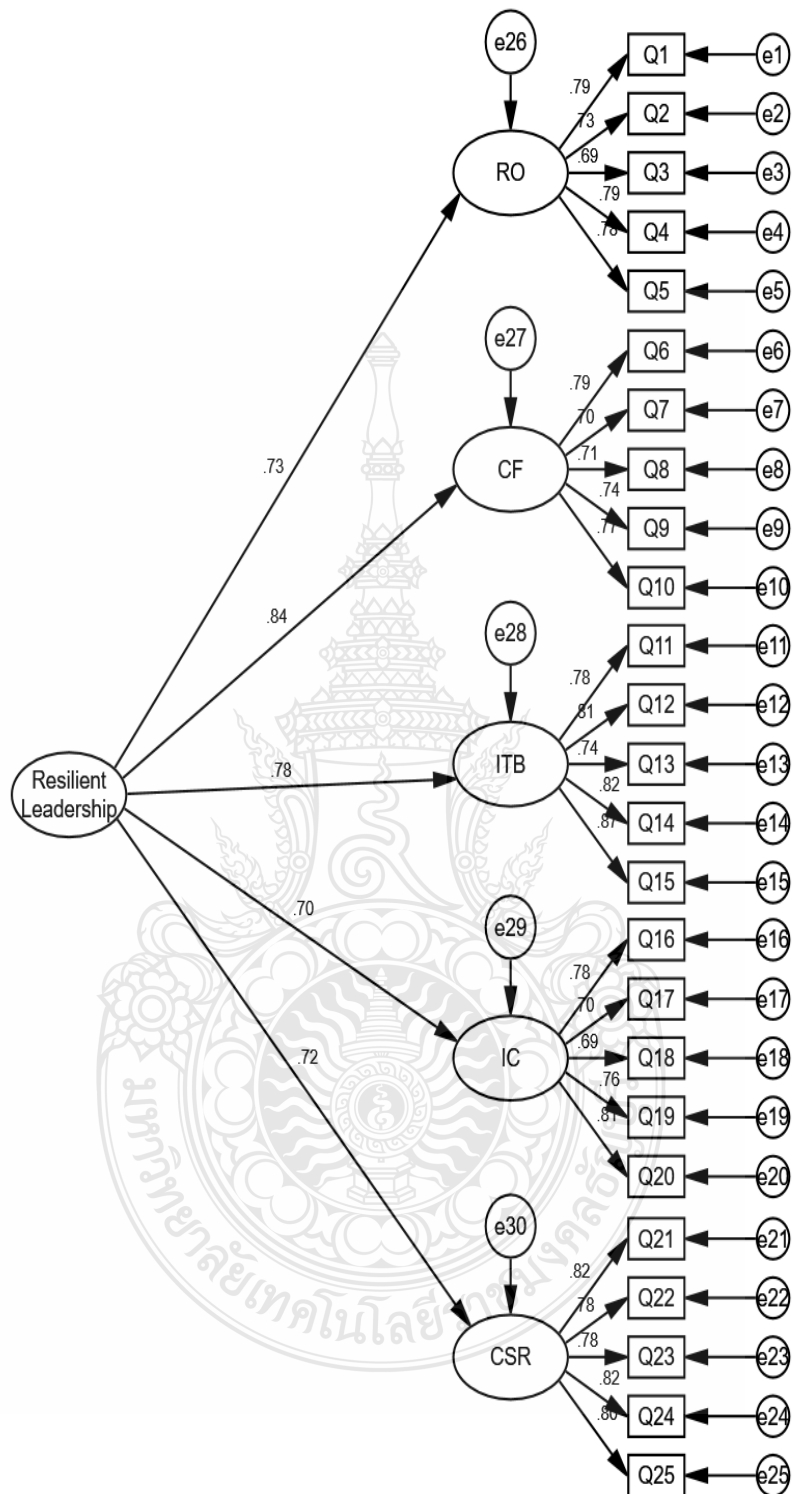 e26
Q1
e1
.79
Q2
e2
.73
RO
.69
Q3
e3
.79
Q4
e4
.78
Q5
e5
e27
Q6
e6
.79
Q7
e7
.70
CF
.71
Q8
e8
.74
Q9
e9
.77
Q10
e10
.73
.84
e28
Q11
e11
.78
Q12
e12
.81
ITB
.74
Q13
e13
.82
Q14
e14
.87
Q15
e15
Resilient
Leadership
.78
.70
.72
e29
Q16
e16
.78
Q17
e17
.70
IC
.69
Q18
e18
.76
Q19
e19
.81
Q20
e20
e30
Q21
e21
.82
Q22
e22
.78
CSR
.78
Q23
e23
.82
Q24
e24
.80
Q25
e25